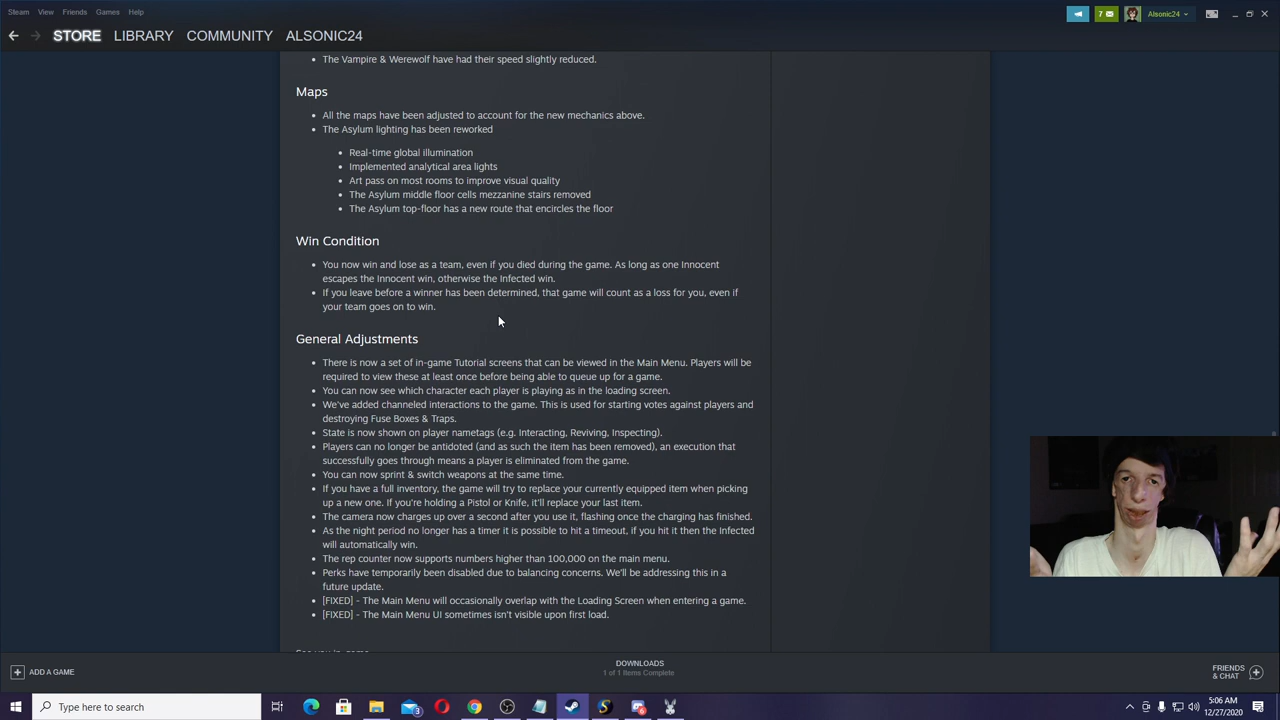 Steam View Friends Games Help
7
Alsonic24
STORE LIBRARY COMMUNITY ALSONIC24
The Vampire & Werewolf have had their speed slightly reduced.
Maps
All the maps have been adjusted to account for the new mechanics above.
The Asylum lighting has been reworked
Real-time global illumination
Implemented analytical area lights
Art pass on most rooms to improve visual quality
The Asylum middle floor cells mezzanine stairs removed
The Asylum top-floor has a new route that encircles the floor
Win Condition
You now win and lose as a team, even if you died during the game. As long as one Innocent
escapes the Innocent win, otherwise the Infected win.
If you leave before a winner has been determined, that game will count as a loss for you, even if
your team goes on to win.
General Adjustments
There is now a set of in-game Tutorial screens that can be viewed in the Main Menu. Players will be
required to view these at least once before being able to queue up for a game.
You can now see which character each player is playing as in the loading screen.
We've added channeled interactions to the game. This is used for starting votes against players and
destroying Fuse Boxes & Traps.
State is now shown on player nametags (e.g. Interacting, Reviving, Inspecting).
Players can no longer be antidoted (and as such the item has been removed), an execution that
successfully goes through means a player is eliminated from the game.
You can now sprint & switch weapons at the same time.
If you have a full inventory, the game will try to replace your currently equipped item when picking
up a new one. If you're holding a Pistol or Knife, it'll replace your last item.
The camera now charges up over a second after you use it, flashing once the charging has finished.
As the night period no longer has a timer it is possible to hit a timeout, if you hit it then the Infected
will automatically win.
The rep counter now supports numbers higher than 100,000 on the main menu.
Perks have temporarily been disabled due to balancing concerns. We'll be addressing this in a
future update.
[FIXED] - The Main Menu will occasionally overlap with the Loading Screen when entering a game.
[FIXED] - The Main Menu UI sometimes isn't visible upon first load.
See you in-game
ADD A GAME
DOWNLOADS
1 of 1 Items Complete
FRIENDS
& CHAT
Type here to search
3
5:06 AM
12/27/2020